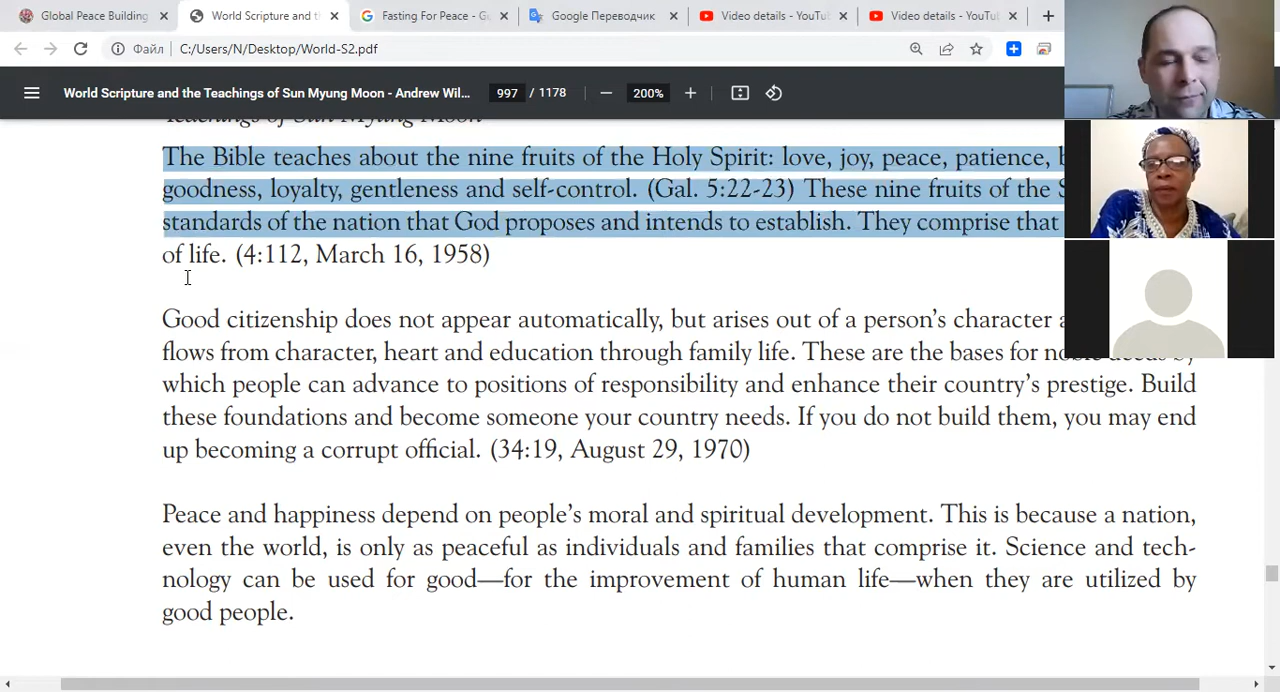 Global Peace Building
World Scripture and the
Fasting For Peace - G
Google Переводчик
Video details - YouTu
Video details - YouTu
Файл
C:/Users/N/Desktop/World-S2.pdf
World Scripture and the Teachings of Sun Myung Moon - Andrew Wil...
997 / 1178
200%
Teachings of Sun Myung Moon
The Bible teaches about the nine fruits of the Holy Spirit: love, joy, peace, patience,
goodness, loyalty, gentleness and self-control. (Gal. 5:22-23) These nine fruits of the S
standards of the nation that God proposes and intends to establish. They comprise that
of life. (4:112, March 16, 1958)
Good citizenship does not appear automatically, but arises out of a person's character
flows from character, heart and education through family life. These are the bases for noble deeds by
which people can advance to positions of responsibility and enhance their country's prestige. Build
these foundations and become someone your country needs. If you do not build them, you may end
up becoming a corrupt official. (34:19, August 29, 1970)
Peace and happiness depend on people's moral and spiritual development. This is because a nation,
even the world, is only as peaceful as individuals and families that comprise it. Science and tech-
nology can be used for good—for the improvement of human life—when they are utilized by
good people.